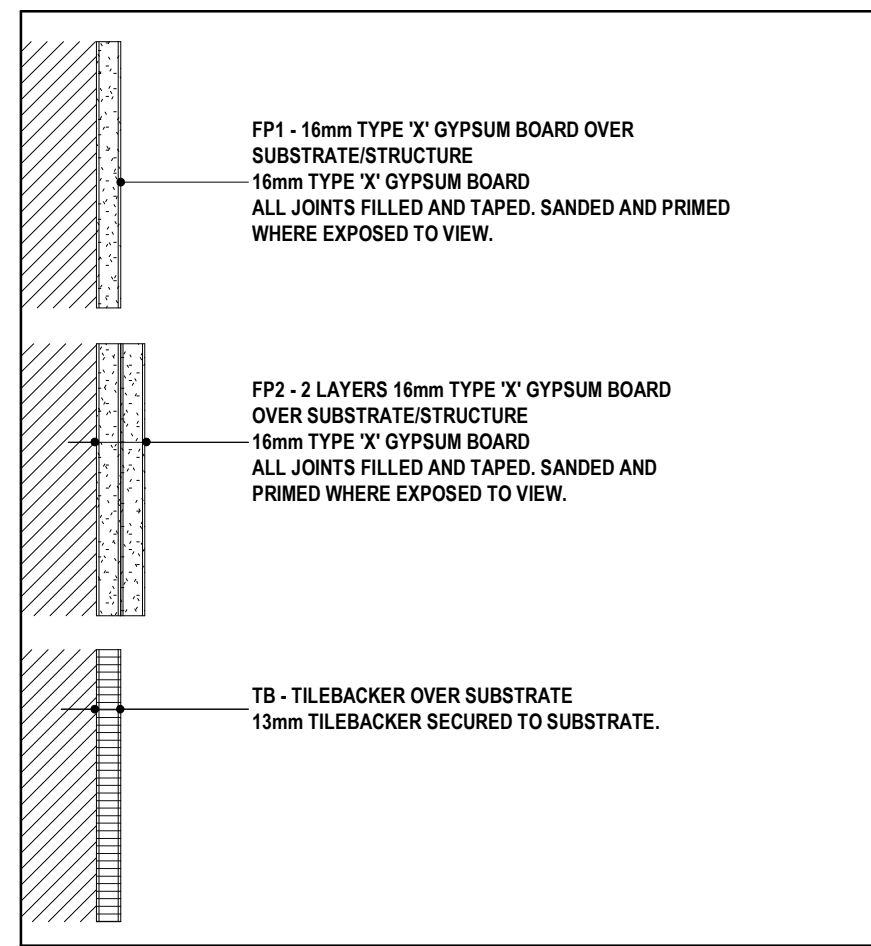 FP1 - 16mm TYPE 'X' GYPSUM BOARD OVER
SUBSTRATE/STRUCTURE
16mm TYPE 'X' GYPSUM BOARD
ALL JOINTS FILLED AND TAPED. SANDED AND PRIMED
WHERE EXPOSED TO VIEW.
FP2 - 2 LAYERS 16mm TYPE 'X' GYPSUM BOARD
OVER SUBSTRATE/STRUCTURE
16mm TYPE 'X' GYPSUM BOARD
ALL JOINTS FILLED AND TAPED. SANDED AND
PRIMED WHERE EXPOSED TO VIEW.
TB - TILEBACKER OVER SUBSTRATE
13mm TILEBACKER SECURED TO SUBSTRATE.